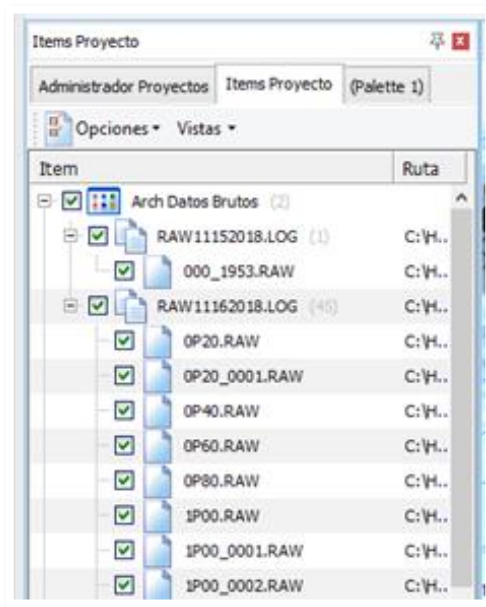 Items Proyecto
Administrador Proyectos Items Proyecto (Palette 1)
Opciones Vistas
Item Ruta
Arch Datos Brutos (2)
RAW11152018.LOG (1) C:\H..
000_1953.RAW C:\H..
RAW11162018.LOG (45) C:\H..
0P20.RAW C:\H..
0P20_0001.RAW C:\H..
0P40.RAW C:\H..
0P60.RAW C:\H..
0P80.RAW C:\H..
1P00.RAW C:\H..
1P00_0001.RAW C:\H..
1P00_0002.RAW C:\H..